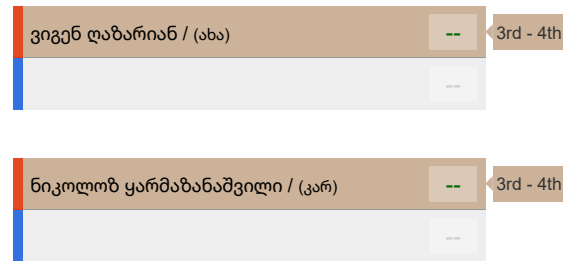 ვიგენ ღაზარიან / (ახა) -- 3rd - 4th
--
ნიკოლოზ ყარმაზანაშვილი / (კარ) -- 3rd - 4th
--